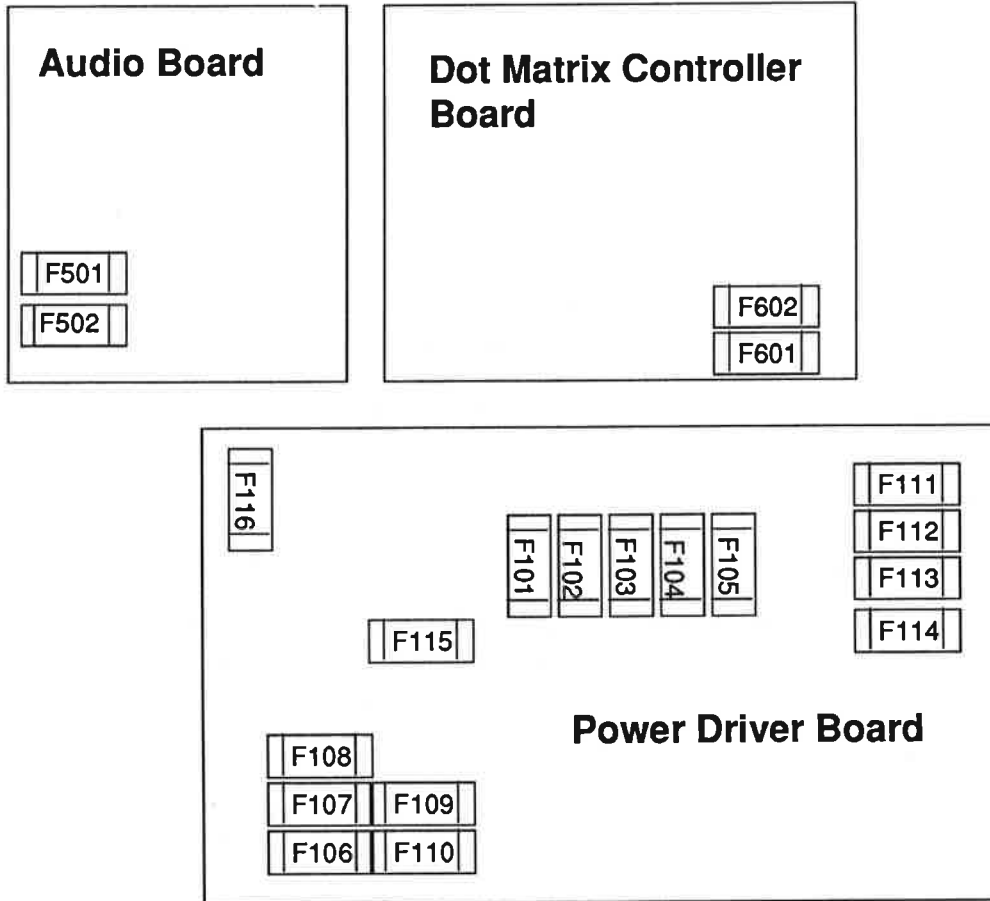 Audio Board
F501
F502
Dot Matrix Controller
Board
F602
F601
F116
F101
F102
F103
F104
F105
F111
F112
F113
F114
F115
Power Driver Board
F108
F107
F109
F106
F110